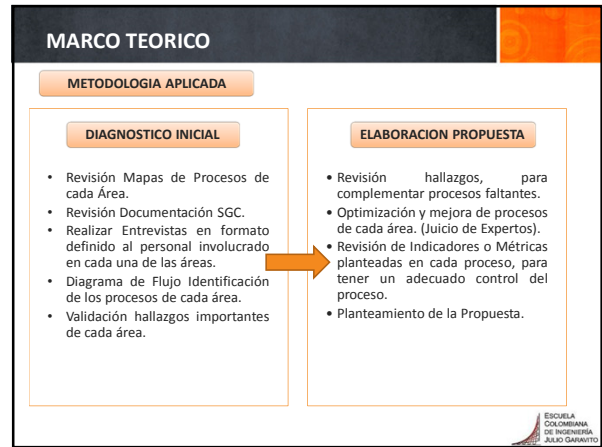 MARCO TEORICO
METODOLOGIA APLICADA
DIAGNOSTICO INICIAL
• Revisión Mapas de Procesos de
cada Área.
• Revisión Documentación SGC.
• Realizar Entrevistas en formato
definido al personal involucrado
en cada una de las áreas.
• Diagrama de Flujo Identificación
de los procesos de cada área.
• Validación hallazgos importantes
de cada área.
ELABORACION PROPUESTA
• Revisión hallazgos, para
complementar procesos faltantes.
• Optimización y mejora de procesos
de cada área. (Juicio de Expertos).
• Revisión de Indicadores o Métricas
planteadas en cada proceso, para
tener un adecuado control del
proceso.
• Planteamiento de la Propuesta.
ESCUELA
COLOMBIANA
DE INGENIERÍA
JULIO GARAVITO